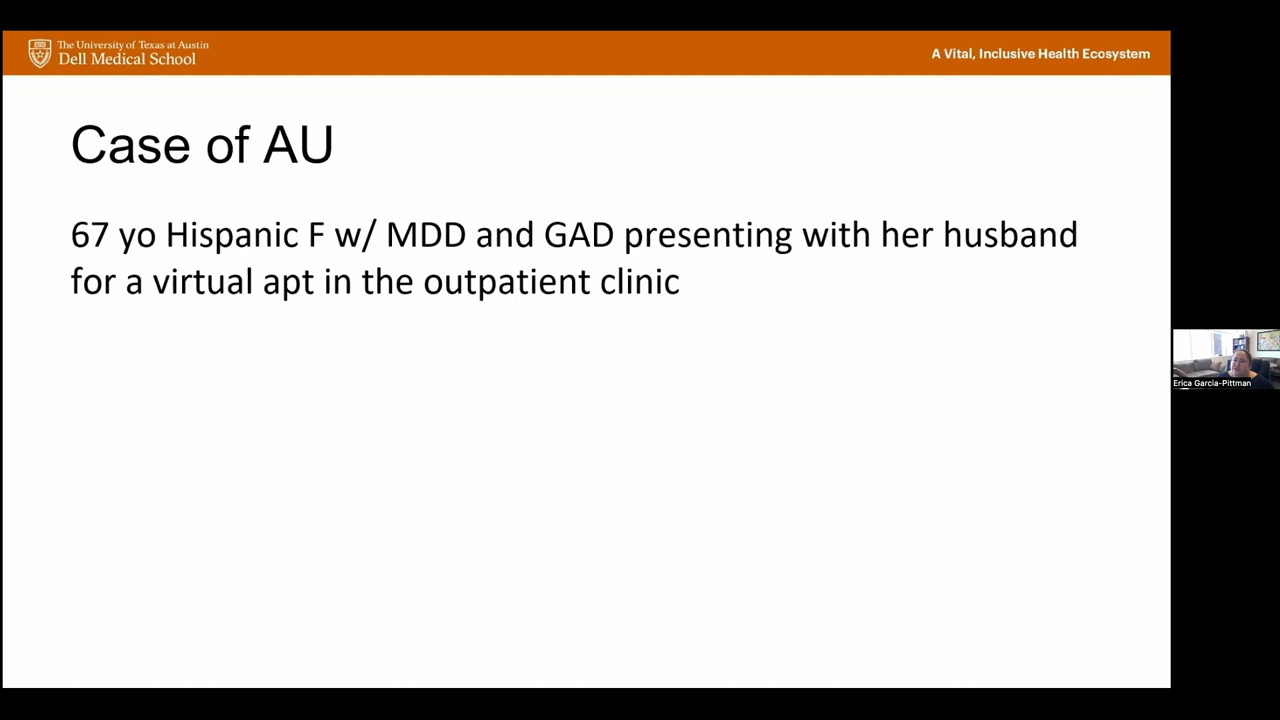 The University of Texas at Austin
Dell Medical School
A Vital, Inclusive Health Ecosystem
Case of AU
67 yo Hispanic F w/ MDD and GAD presenting with her husband
for a virtual apt in the outpatient clinic
Erica Garcia-Pittman